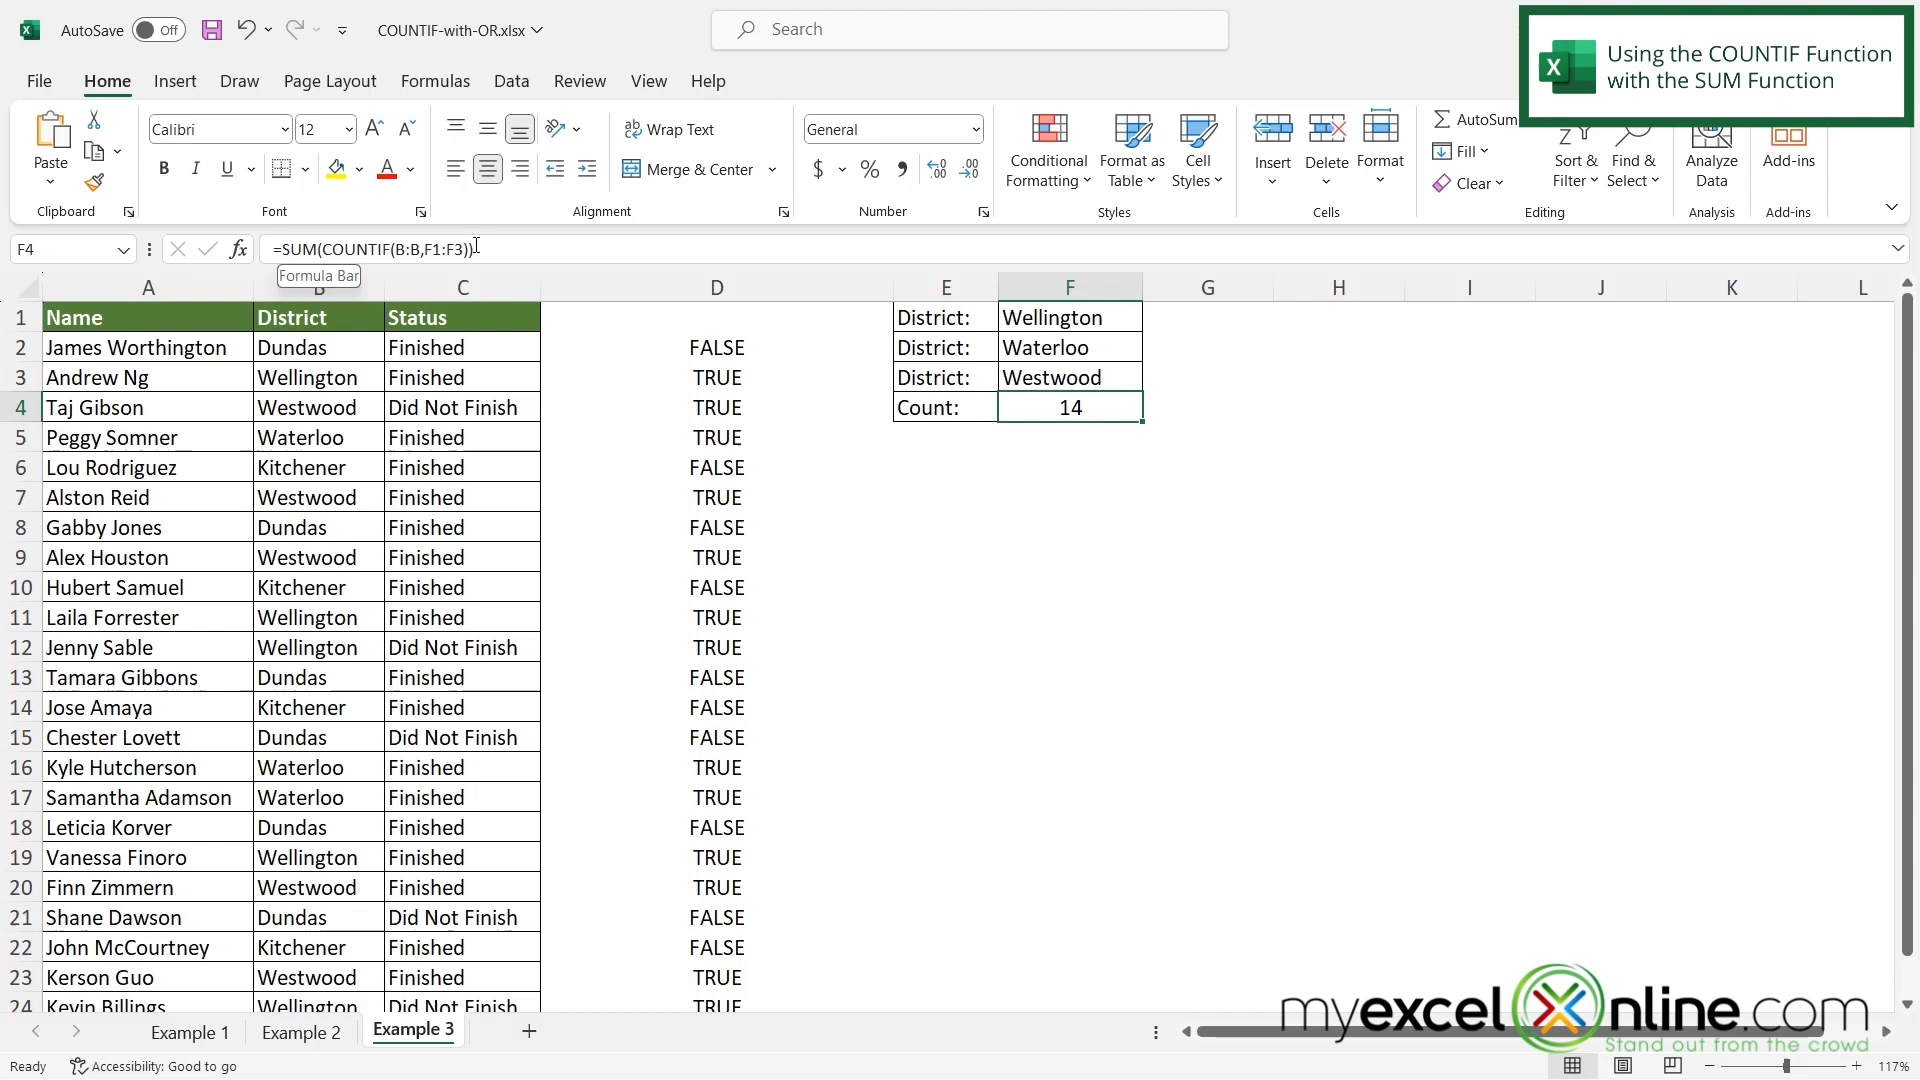 AutoSave Off COUNTIF-with-OR.xlsx Search
Using the COUNTIF Function
with the SUM Function
File Home Insert Draw Page Layout Formulas Data Review View Help
Paste
Clipboard
Calibri 12
B I U
Font
Wrap Text
Merge & Center
Alignment
General
$ %
Number
Conditional
Formatting
Format as
Table
Cell
Styles
Styles
Insert Delete Format
Cells
AutoSum
Fill
Clear
Sort &
Filter
Find &
Select
Editing
Analyze
Data
Analysis
Add-ins
Add-ins
F4 fx =SUM(COUNTIF(B:B,F1:F3))
Formula Bar
A B C D E F G H I J K L
1 Name District Status District: Wellington
2 James Worthington Dundas Finished FALSE District: Waterloo
3 Andrew Ng Wellington Finished TRUE District: Westwood
4 Taj Gibson Westwood Did Not Finish TRUE Count: 14
5 Peggy Somner Waterloo Finished TRUE
6 Lou Rodriguez Kitchener Finished FALSE
7 Alston Reid Westwood Finished TRUE
8 Gabby Jones Dundas Finished FALSE
9 Alex Houston Westwood Finished TRUE
10 Hubert Samuel Kitchener Finished FALSE
11 Laila Forrester Wellington Finished TRUE
12 Jenny Sable Wellington Did Not Finish TRUE
13 Tamara Gibbons Dundas Finished FALSE
14 Jose Amaya Kitchener Finished FALSE
15 Chester Lovett Dundas Did Not Finish FALSE
16 Kyle Hutcherson Waterloo Finished TRUE
17 Samantha Adamson Waterloo Finished TRUE
18 Leticia Korver Dundas Finished FALSE
19 Vanessa Finoro Wellington Finished TRUE
20 Finn Zimmern Westwood Finished TRUE
21 Shane Dawson Dundas Did Not Finish FALSE
22 John McCourtney Kitchener Finished FALSE
23 Kerson Guo Westwood Finished TRUE
24 Kevin Billings Wellington Did Not Finish TRUE
myexcelonline.com
Stand out from the crowd
Example 1 Example 2 Example 3
Ready Accessibility: Good to go 117%